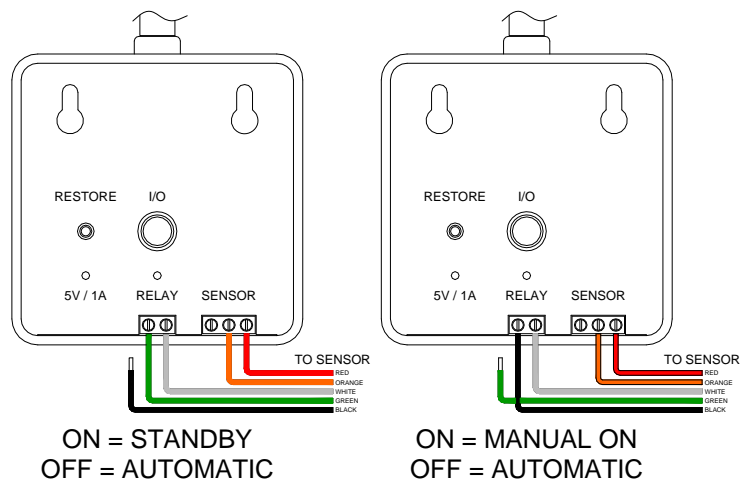 RESTORE I/O
5V / 1A RELAY SENSOR
TO SENSOR
RED
ORANGE
WHITE
GREEN
BLACK
ON = STANDBY
OFF = AUTOMATIC
RESTORE I/O
5V / 1A RELAY SENSOR
TO SENSOR
RED
ORANGE
WHITE
GREEN
BLACK
ON = MANUAL ON
OFF = AUTOMATIC